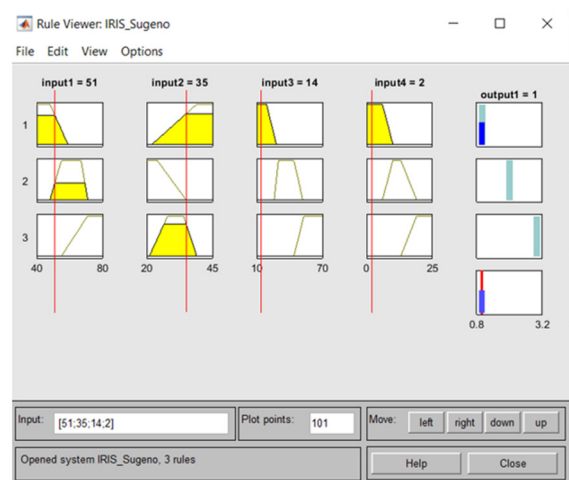 Rule Viewer: IRIS_Sugeno
File Edit View Options
input1 = 51 input2 = 35 input3 = 14 input4 = 2 output1 = 1
1
2
3
40 80 20 45 10 70 0 25
0.8 3.2
Input: [51;35;14;2] Plot points: 101 Move: left right down up
Opened system IRIS_Sugeno, 3 rules Help Close